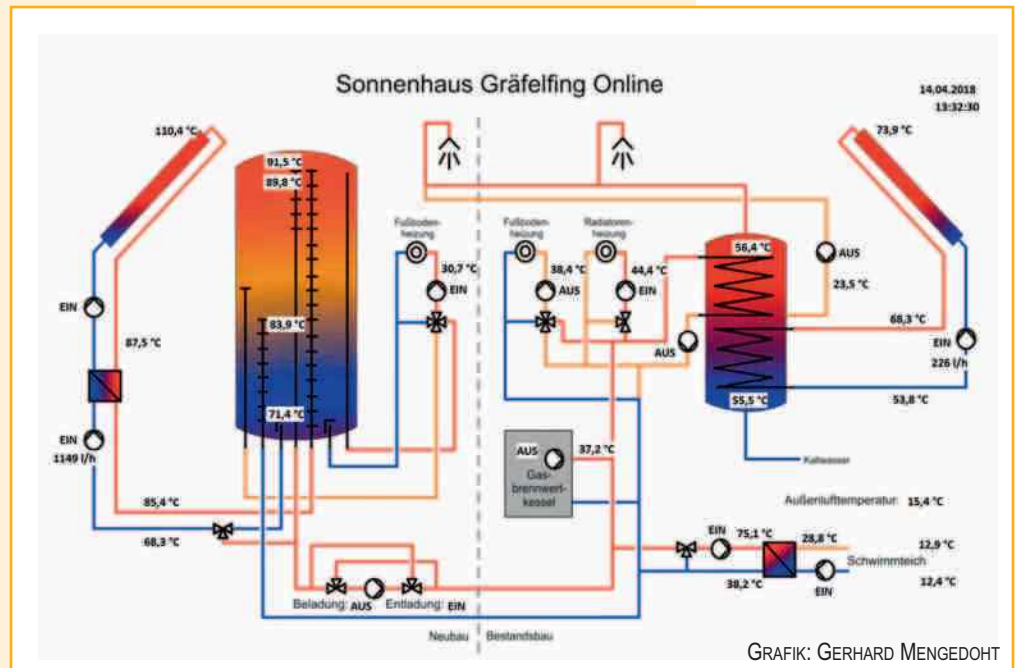 Sonnenhaus Gräfelfing Online
14.04.2018
13:32:30
110,4 °C
73,9 °C
91,5 °C
89,8 °C
Fußboden-
heizung
Fußboden-
heizung
Radiatoren-
heizung
56,4 °C
AUS
30,7 °C
38,4 °C
44,4 °C
23,5 °C
EIN
EIN
AUS
EIN
83,9 °C
87,5 °C
68,3 °C
AUS
EIN
226 l/h
71,4 °C
55,5 °C
53,8 °C
EIN
1149 l/h
AUS
37,2 °C
Gas-
brennwert-
kessel
Kaltwasser
85,4 °C
68,3 °C
Außenlufttemperatur: 15,4 °C
EIN
75,1 °C
28,8 °C
12,9 °C
Schwimmteich
38,2 °C
EIN
12,4 °C
Beladung: AUS Entladung: EIN
Neubau Bestandsbau
GRAFIK: GERHARD MENGEDOHT